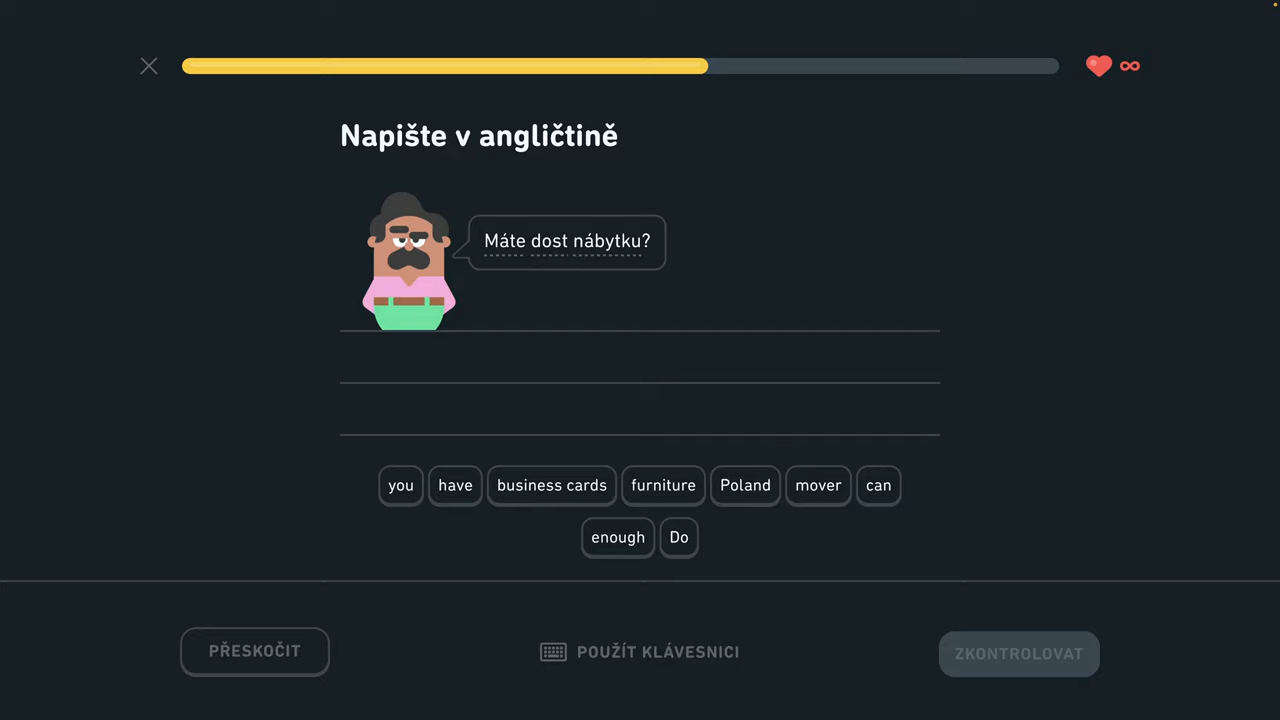 ∞
Napište v angličtině
Máte dost nábytku?
you have business cards furniture Poland mover can
enough Do
PŘESKOČIT POUŽÍT KLÁVESNICI ZKONTROLOVAT